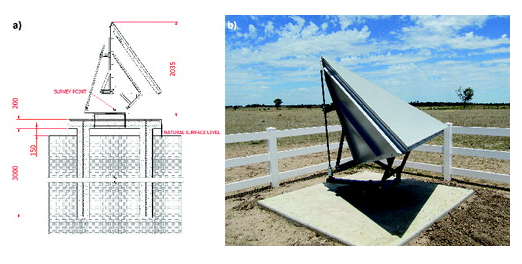 a)
b)
2035
SURVEY POINT
200
NATURAL SURFACE LEVEL
150
3000